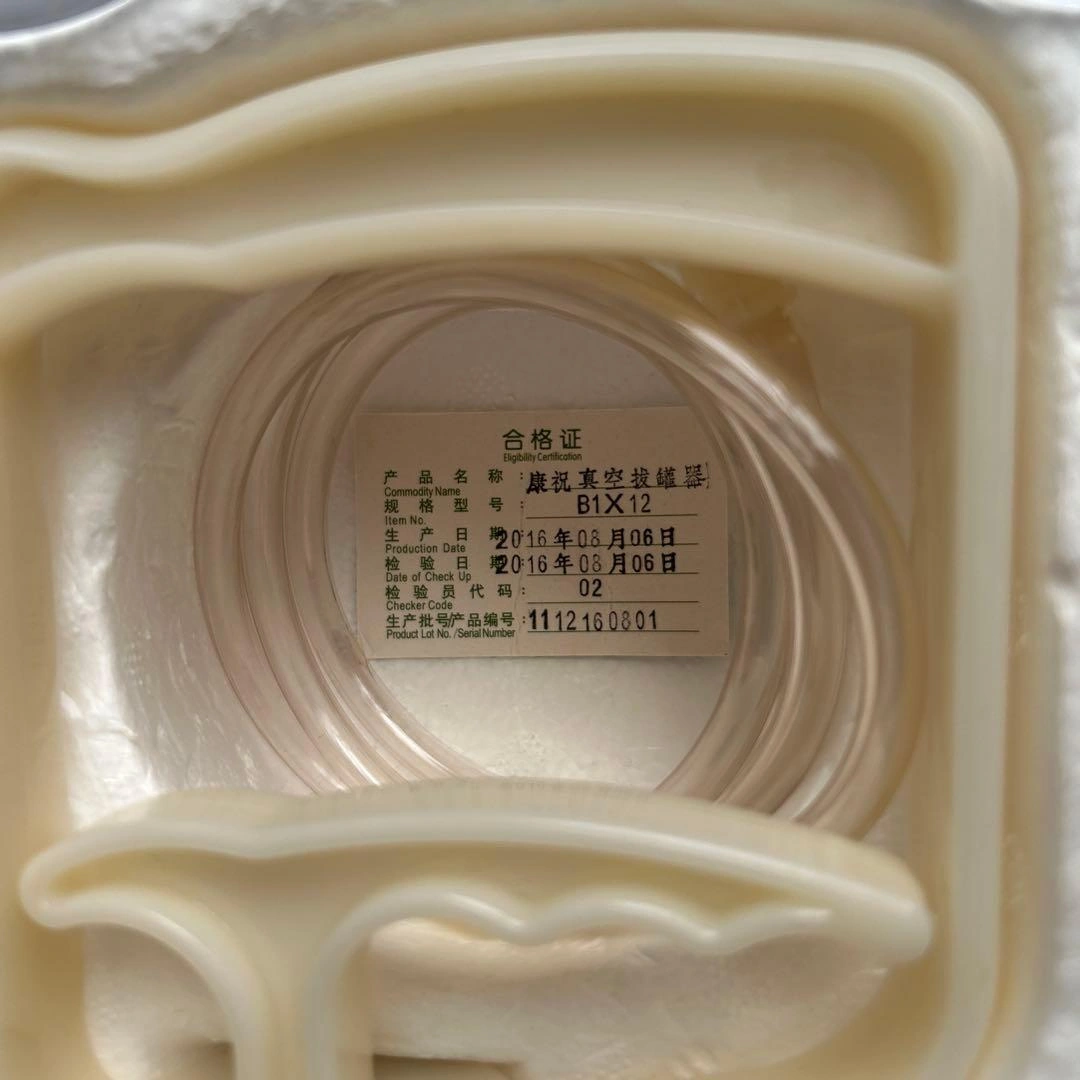 合格证
Eligibility Certification
产品名称：康祝真空拔罐器
Commodity Name
规格型号：B1X12
Item No.
生产日期：2016年08月06日
Production Date
检验日期：2016年08月06日
Date of Check Up
检验员代码：02
Checker Code
生产批号/产品编号：1112160801
Product Lot No. /Serial Number